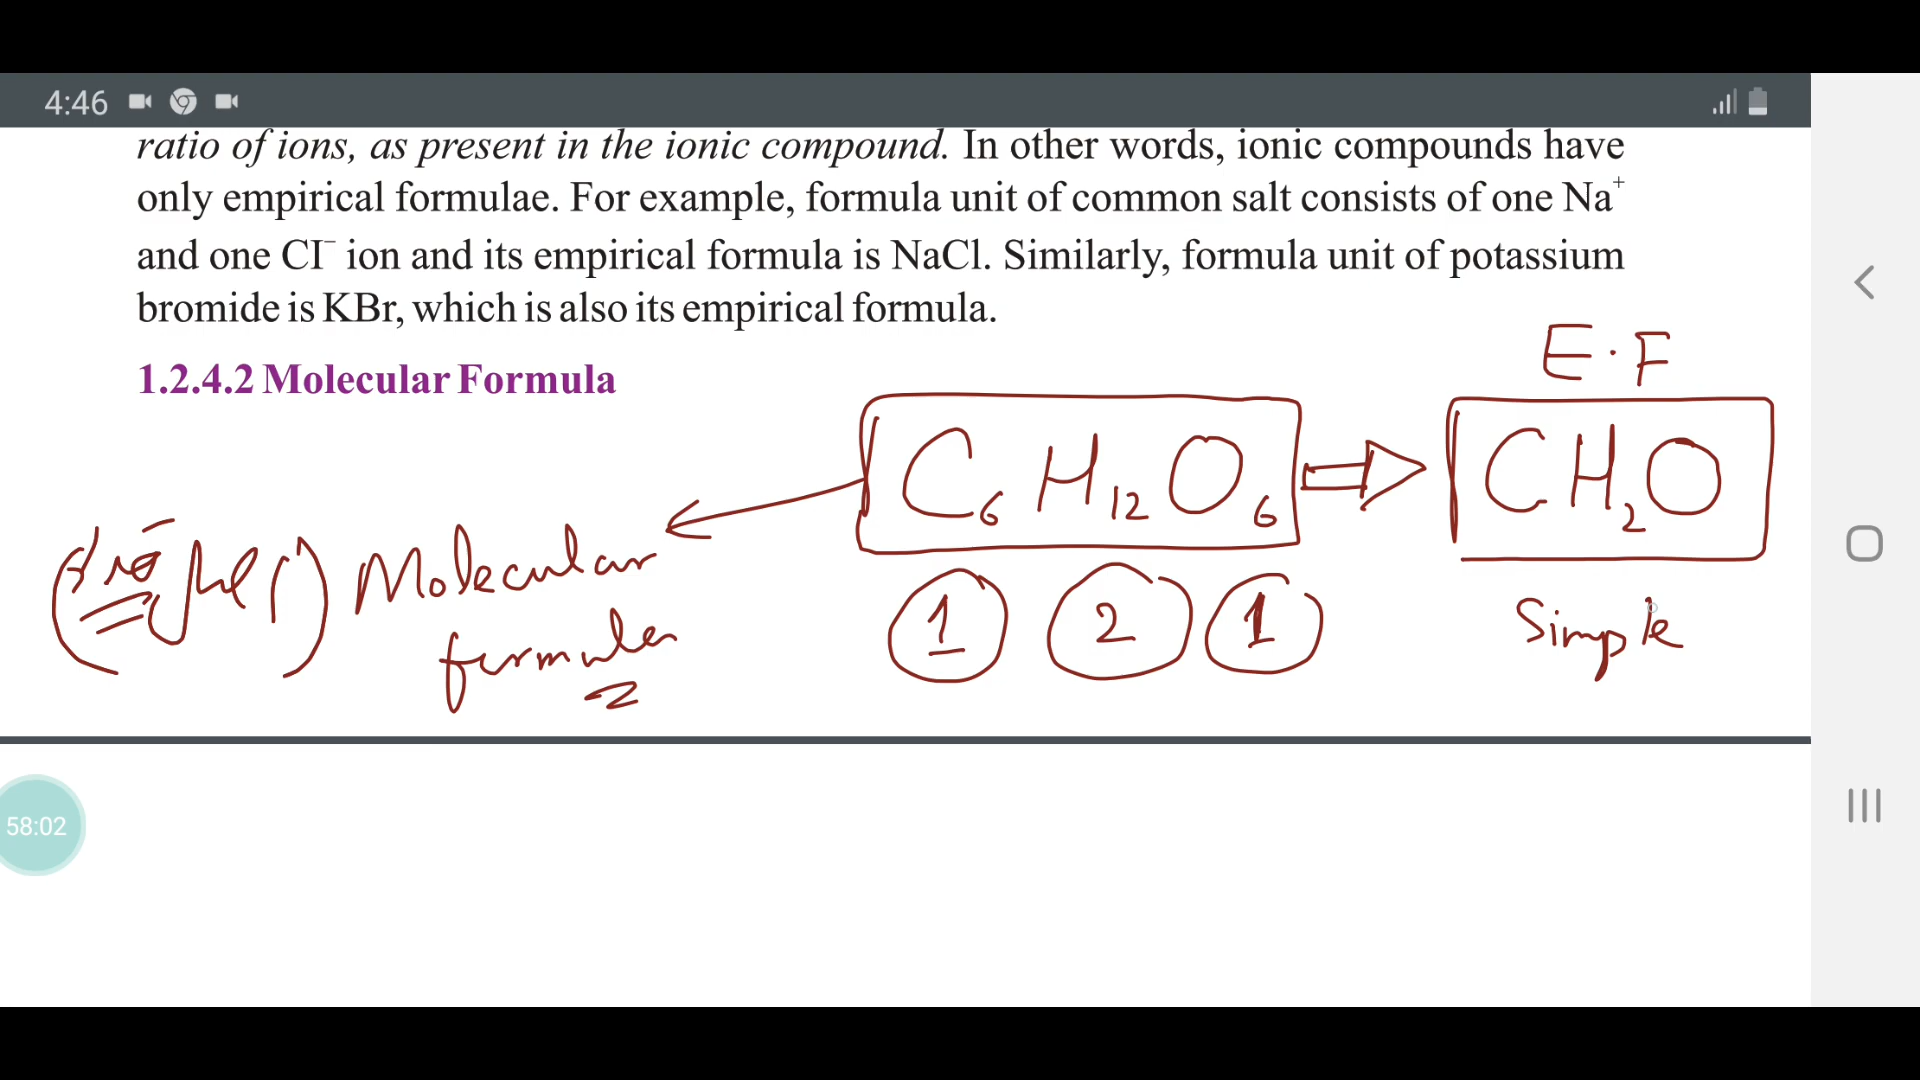 4:46
ratio of ions, as present in the ionic compound. In other words, ionic compounds have
only empirical formulae. For example, formula unit of common salt consists of one Na⁺
and one CI⁻ ion and its empirical formula is NaCl. Similarly, formula unit of potassium
bromide is KBr, which is also its empirical formula.
1.2.4.2 Molecular Formula
E.F
C₆H₁₂O₆ ⇒ CH₂O
Molecular
formula
1 2 1
Simple
58:02